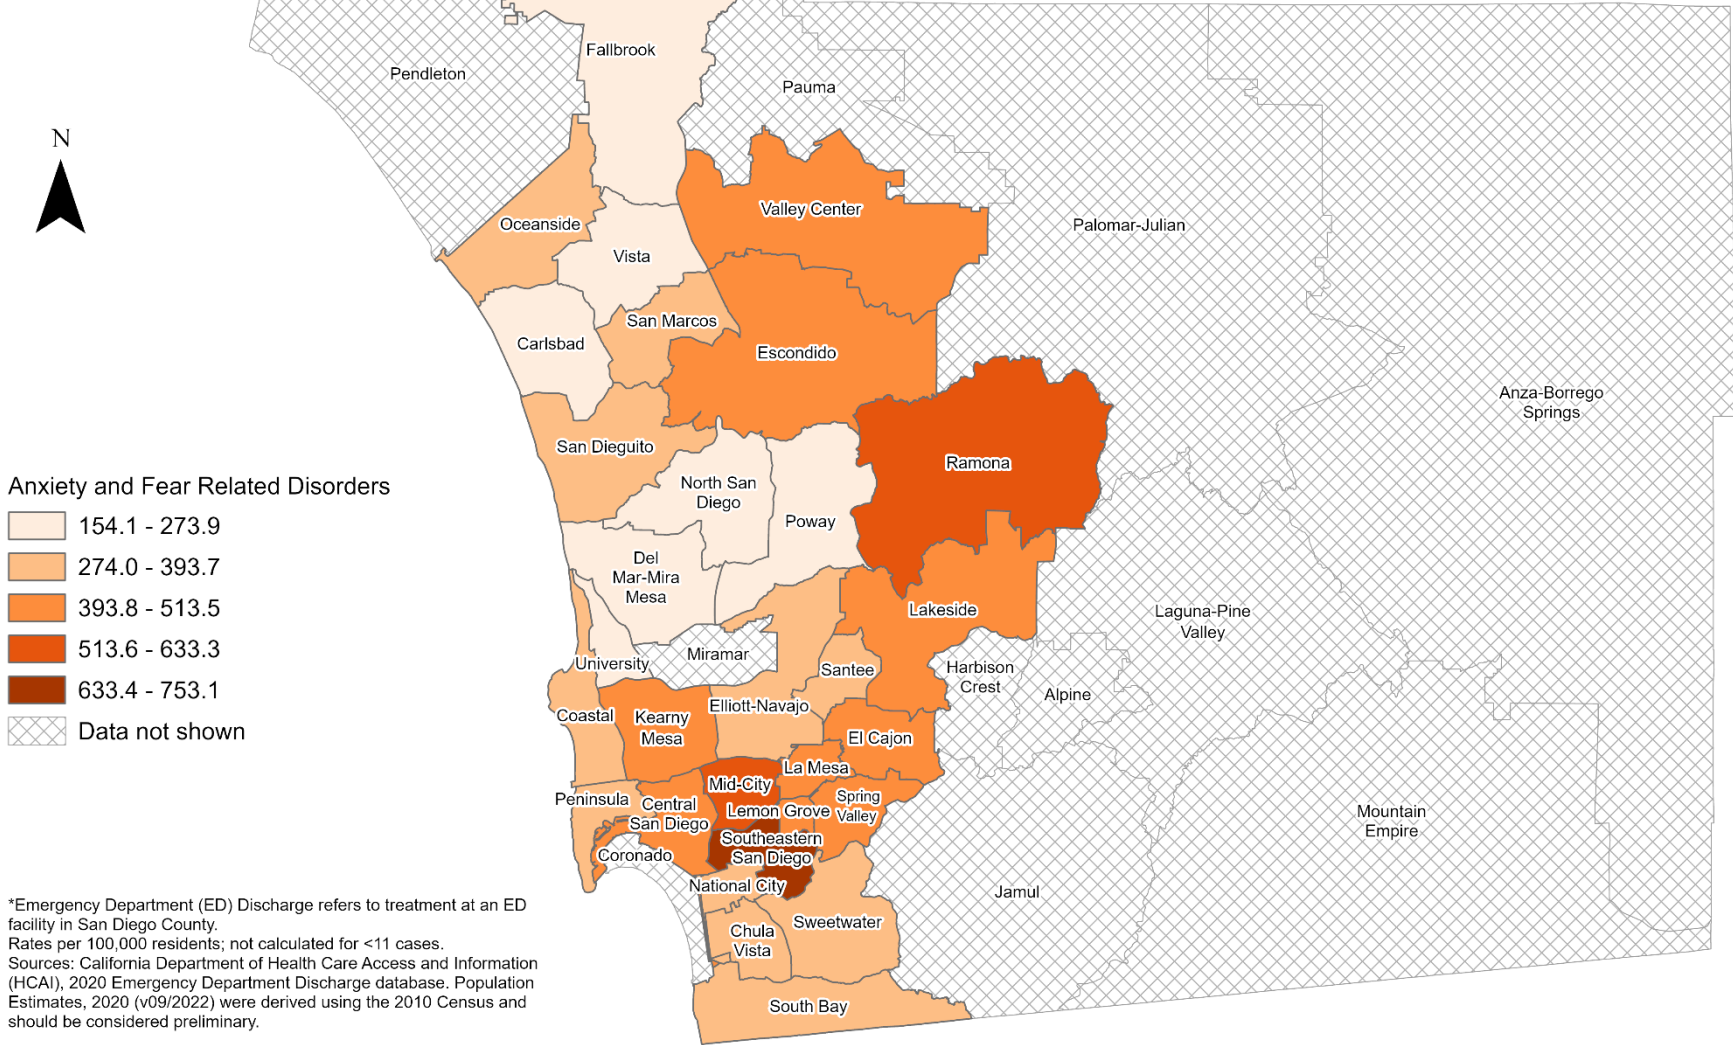 Fallbrook
Pendleton
Pauma
N
Valley Center
Oceanside
Palomar-Julian
Vista
San Marcos
Carlsbad
Escondido
Anza-Borrego
Springs
San Dieguito
Ramona
North San
Diego
Poway
Del
Mar-Mira
Mesa
Anxiety and Fear Related Disorders
154.1 - 273.9
274.0 - 393.7
393.8 - 513.5
513.6 - 633.3
633.4 - 753.1
Data not shown
Lakeside
Laguna-Pine
Valley
Miramar
University
Santee
Harbison
Crest
Alpine
Elliott-Navajo
Coastal
Kearny
Mesa
El Cajon
La Mesa
Mid-City
Peninsula
Central
San Diego
Lemon Grove
Spring
Valley
Mountain
Empire
Southeastern
San Diego
Coronado
National City
Jamul
Sweetwater
Chula
Vista
South Bay
*Emergency Department (ED) Discharge refers to treatment at an ED
facility in San Diego County.
Rates per 100,000 residents; not calculated for <11 cases.
Sources: California Department of Health Care Access and Information
(HCAI), 2020 Emergency Department Discharge database. Population
Estimates, 2020 (v09/2022) were derived using the 2010 Census and
should be considered preliminary.